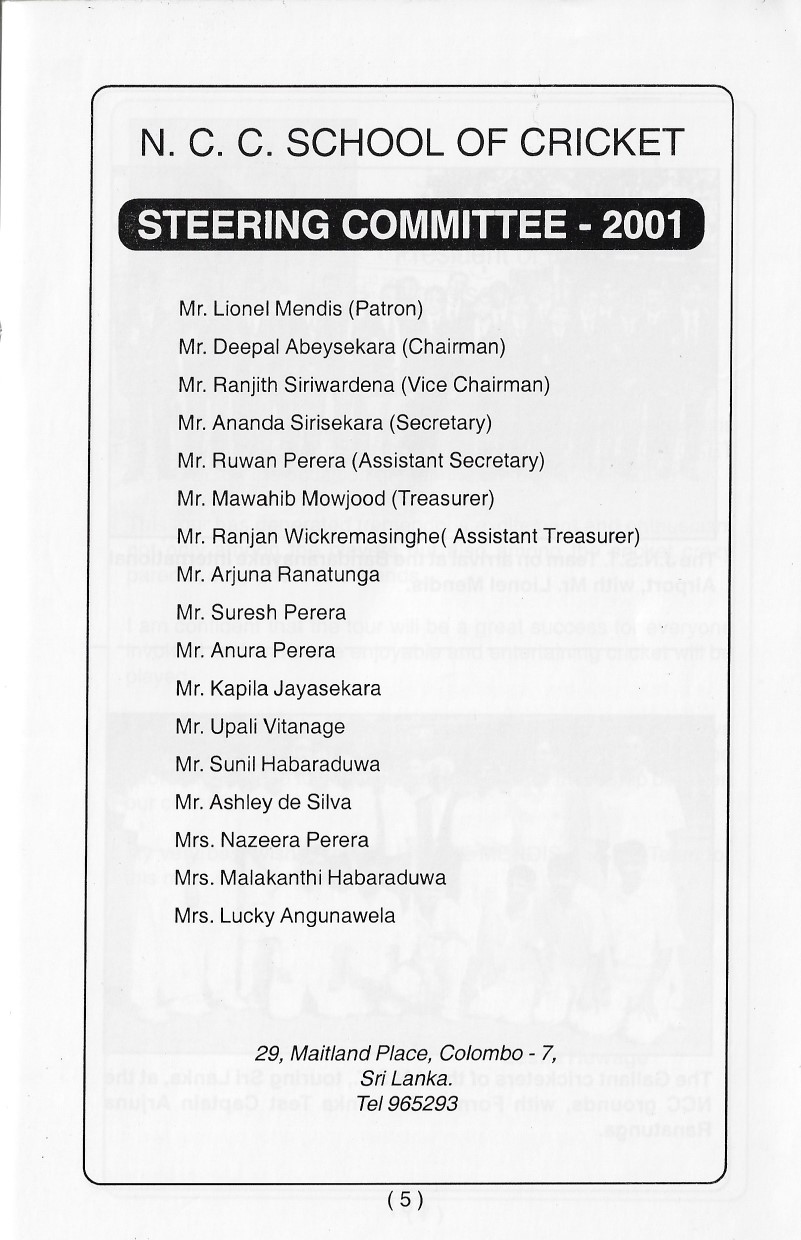 N. C. C. SCHOOL OF CRICKET
STEERING COMMITTEE - 2001
Mr. Lionel Mendis (Patron)
Mr. Deepal Abeysekara (Chairman)
Mr. Ranjith Siriwardena (Vice Chairman)
Mr. Ananda Sirisekara (Secretary)
Mr. Ruwan Perera (Assistant Secretary)
Mr. Mawahib Mowjood (Treasurer)
Mr. Ranjan Wickremasinghe( Assistant Treasurer)
Mr. Arjuna Ranatunga
Mr. Suresh Perera
Mr. Anura Perera
Mr. Kapila Jayasekara
Mr. Upali Vitanage
Mr. Sunil Habaraduwa
Mr. Ashley de Silva
Mrs. Nazeera Perera
Mrs. Malakanthi Habaraduwa
Mrs. Lucky Angunawela
29, Maitland Place, Colombo - 7,
Sri Lanka.
Tel 965293
( 5 )